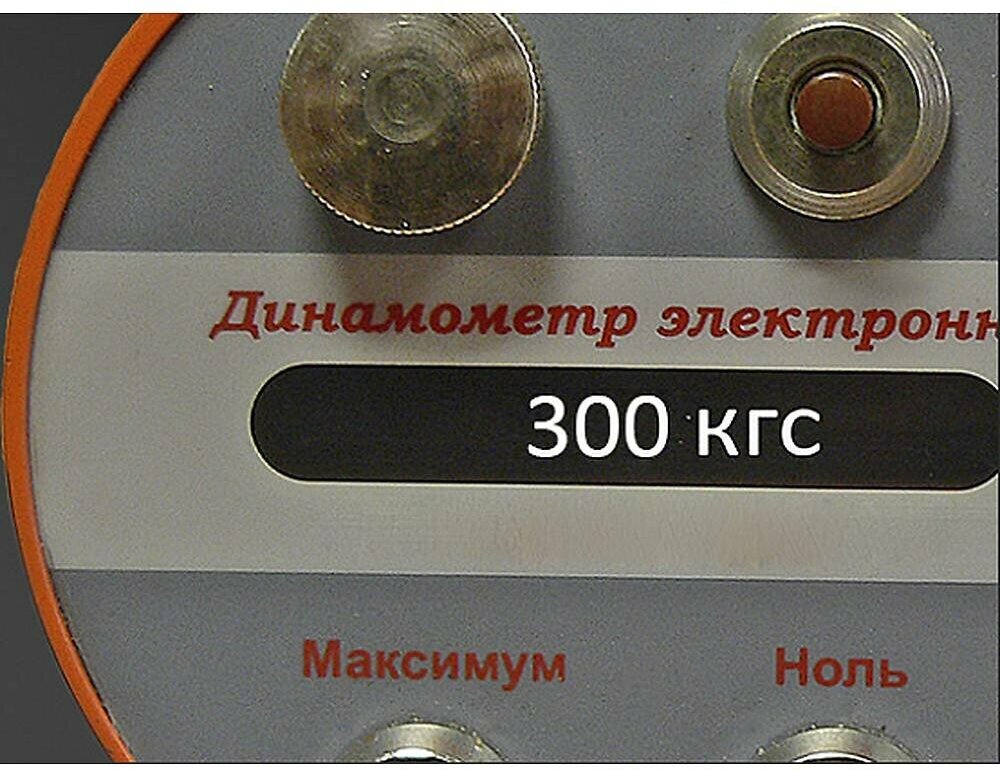 Динамометр электронн
300 кгс
Максимум
Ноль